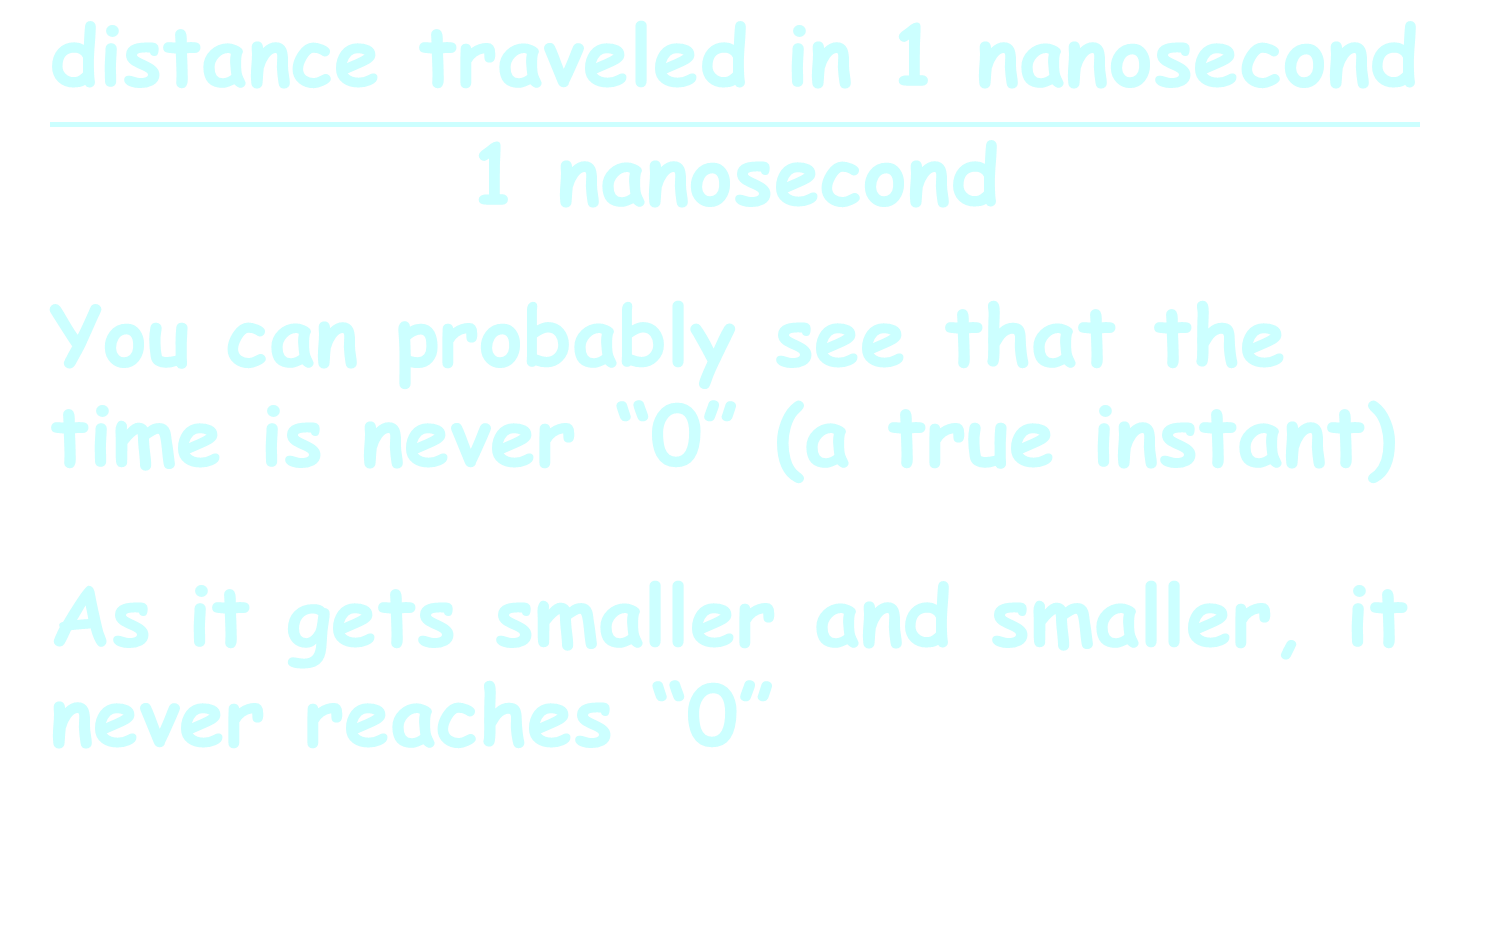 distance traveled in 1 nanosecond
1 nanosecond
You can probably see that the
time is never “0” (a true instant)
As it gets smaller and smaller, it
never reaches “0”